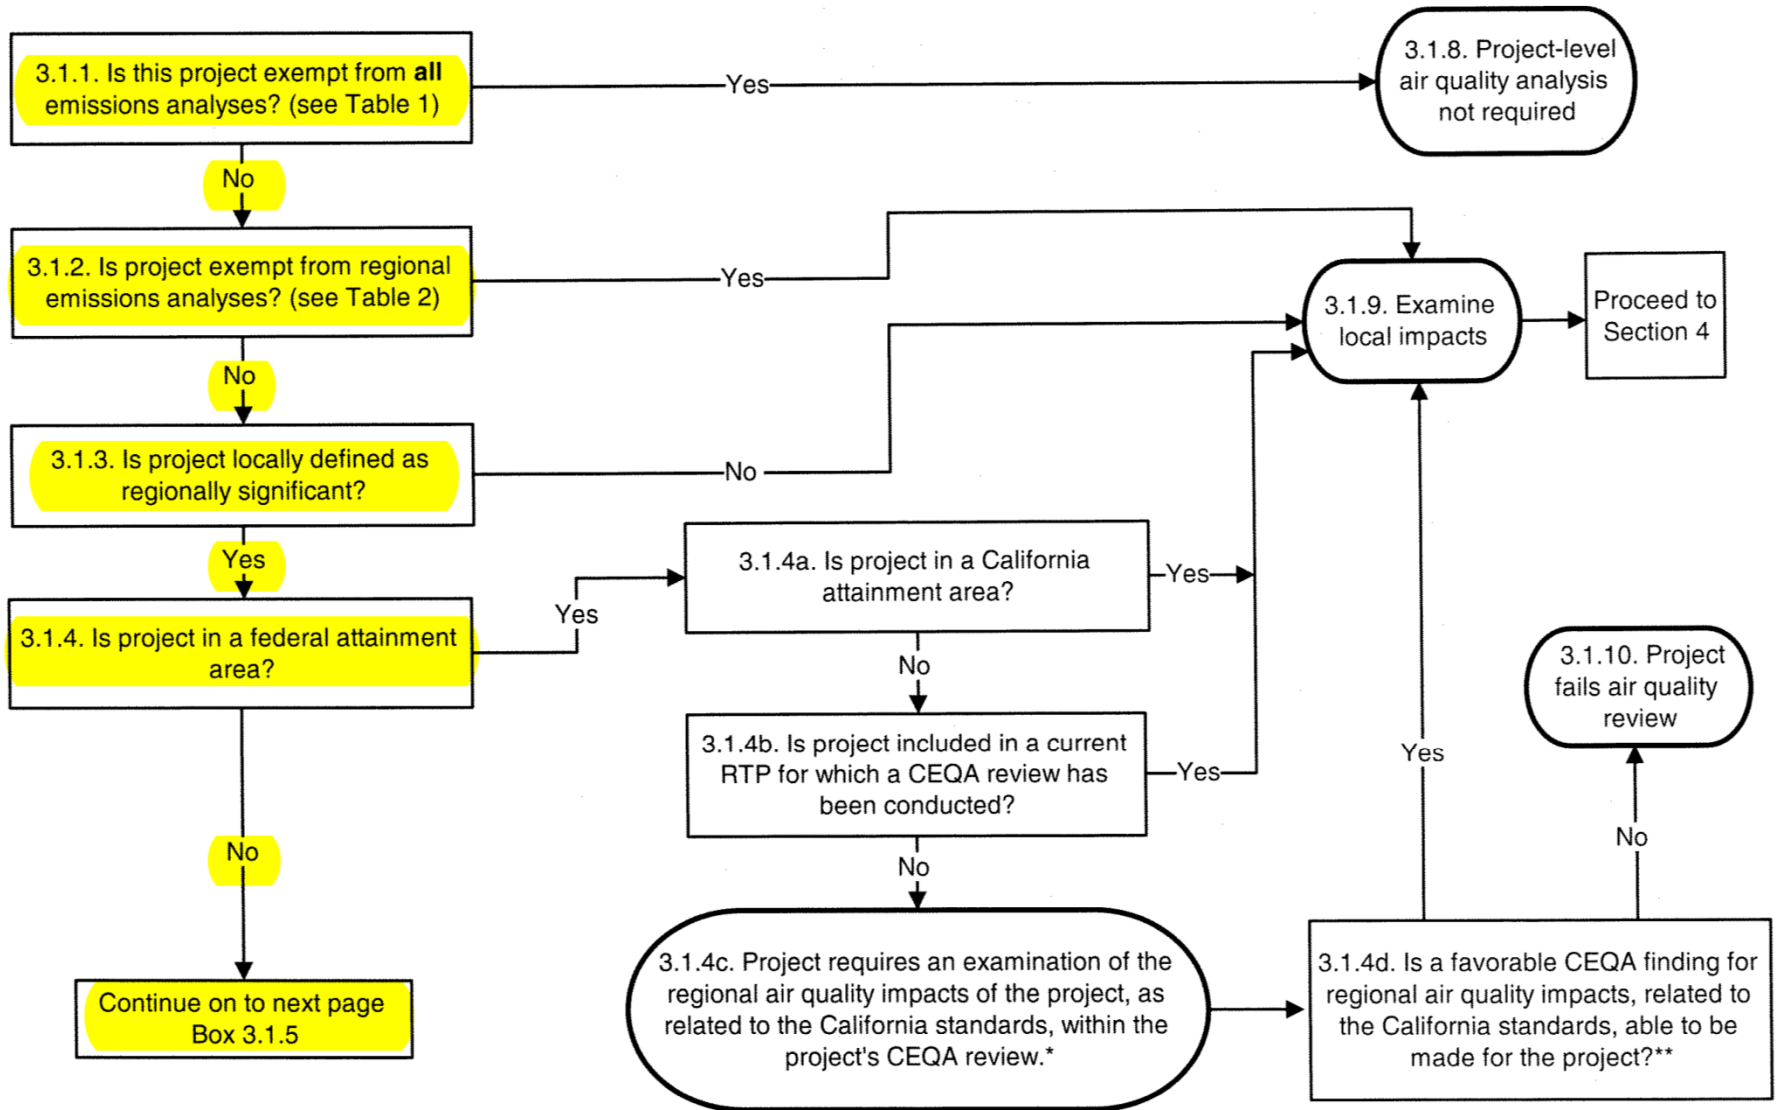 3.1.1. Is this project exempt from all
emissions analyses? (see Table 1)
Yes
3.1.8. Project-level
air quality analysis
not required
No
3.1.2. Is project exempt from regional
emissions analyses? (see Table 2)
Yes
3.1.9. Examine
local impacts
Proceed to
Section 4
No
3.1.3. Is project locally defined as
regionally significant?
No
Yes
3.1.4. Is project in a federal attainment
area?
Yes
3.1.4a. Is project in a California
attainment area?
Yes
No
3.1.4b. Is project included in a current
RTP for which a CEQA review has
been conducted?
Yes
3.1.10. Project
fails air quality
review
Yes
No
No
No
Continue on to next page
Box 3.1.5
3.1.4c. Project requires an examination of the
regional air quality impacts of the project, as
related to the California standards, within the
project's CEQA review.*
3.1.4d. Is a favorable CEQA finding for
regional air quality impacts, related to
the California standards, able to be
made for the project?**